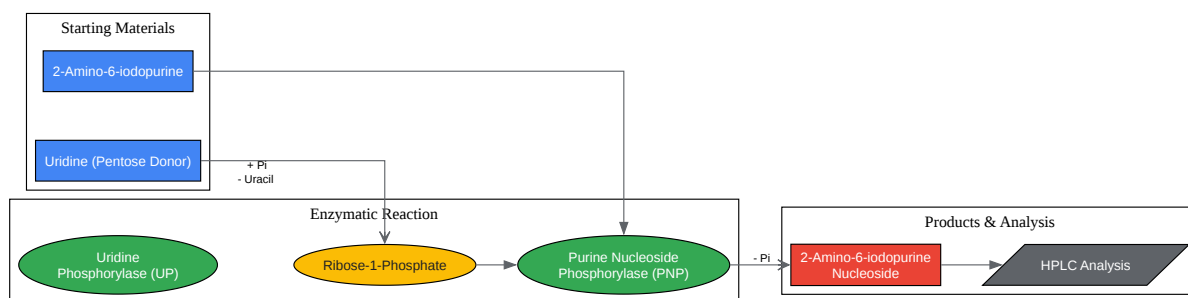 Starting Materials
2-Amino-6-iodopurine
Uridine (Pentose Donor)
+ Pi
- Uracil
Enzymatic Reaction
Uridine
Phosphorylase (UP)
Ribose-1-Phosphate
Purine Nucleoside
Phosphorylase (PNP)
- Pi
Products & Analysis
2-Amino-6-iodopurine
Nucleoside
HPLC Analysis